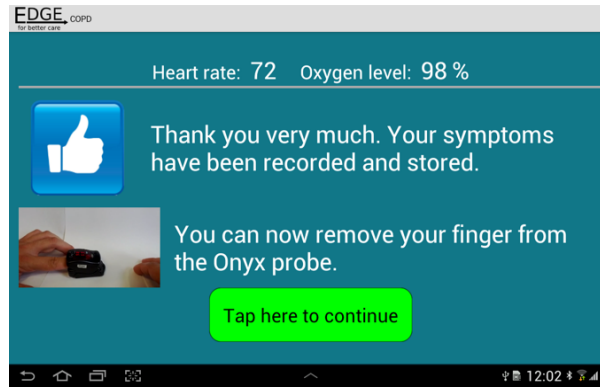 EDGE COPD
for better care
Heart rate: 72 Oxygen level: 98 %
Thank you very much. Your symptoms
have been recorded and stored.
You can now remove your finger from
the Onyx probe.
Tap here to continue
12:02